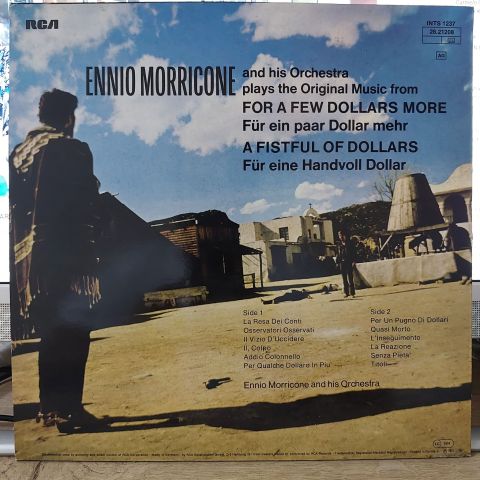 RCA
INTS 1237
26.21208
ENNIO MORRICONE
and his Orchestra
plays the Original Music from
FOR A FEW DOLLARS MORE
Für ein paar Dollar mehr
A FISTFUL OF DOLLARS
Für eine Handvoll Dollar
Side 1
La Resa Dei Conti
Osservatori Osservati
Il Vizio D'Uccidere
Il Colpo
Addio Colonnello
Per Qualche Dollaro In Più
Side 2
Per Un Pugno Di Dollari
Quasi Morto
L'Inseguimento
La Reazione
Senza Pietà
Titoli
Ennio Morricone and his Orchestra